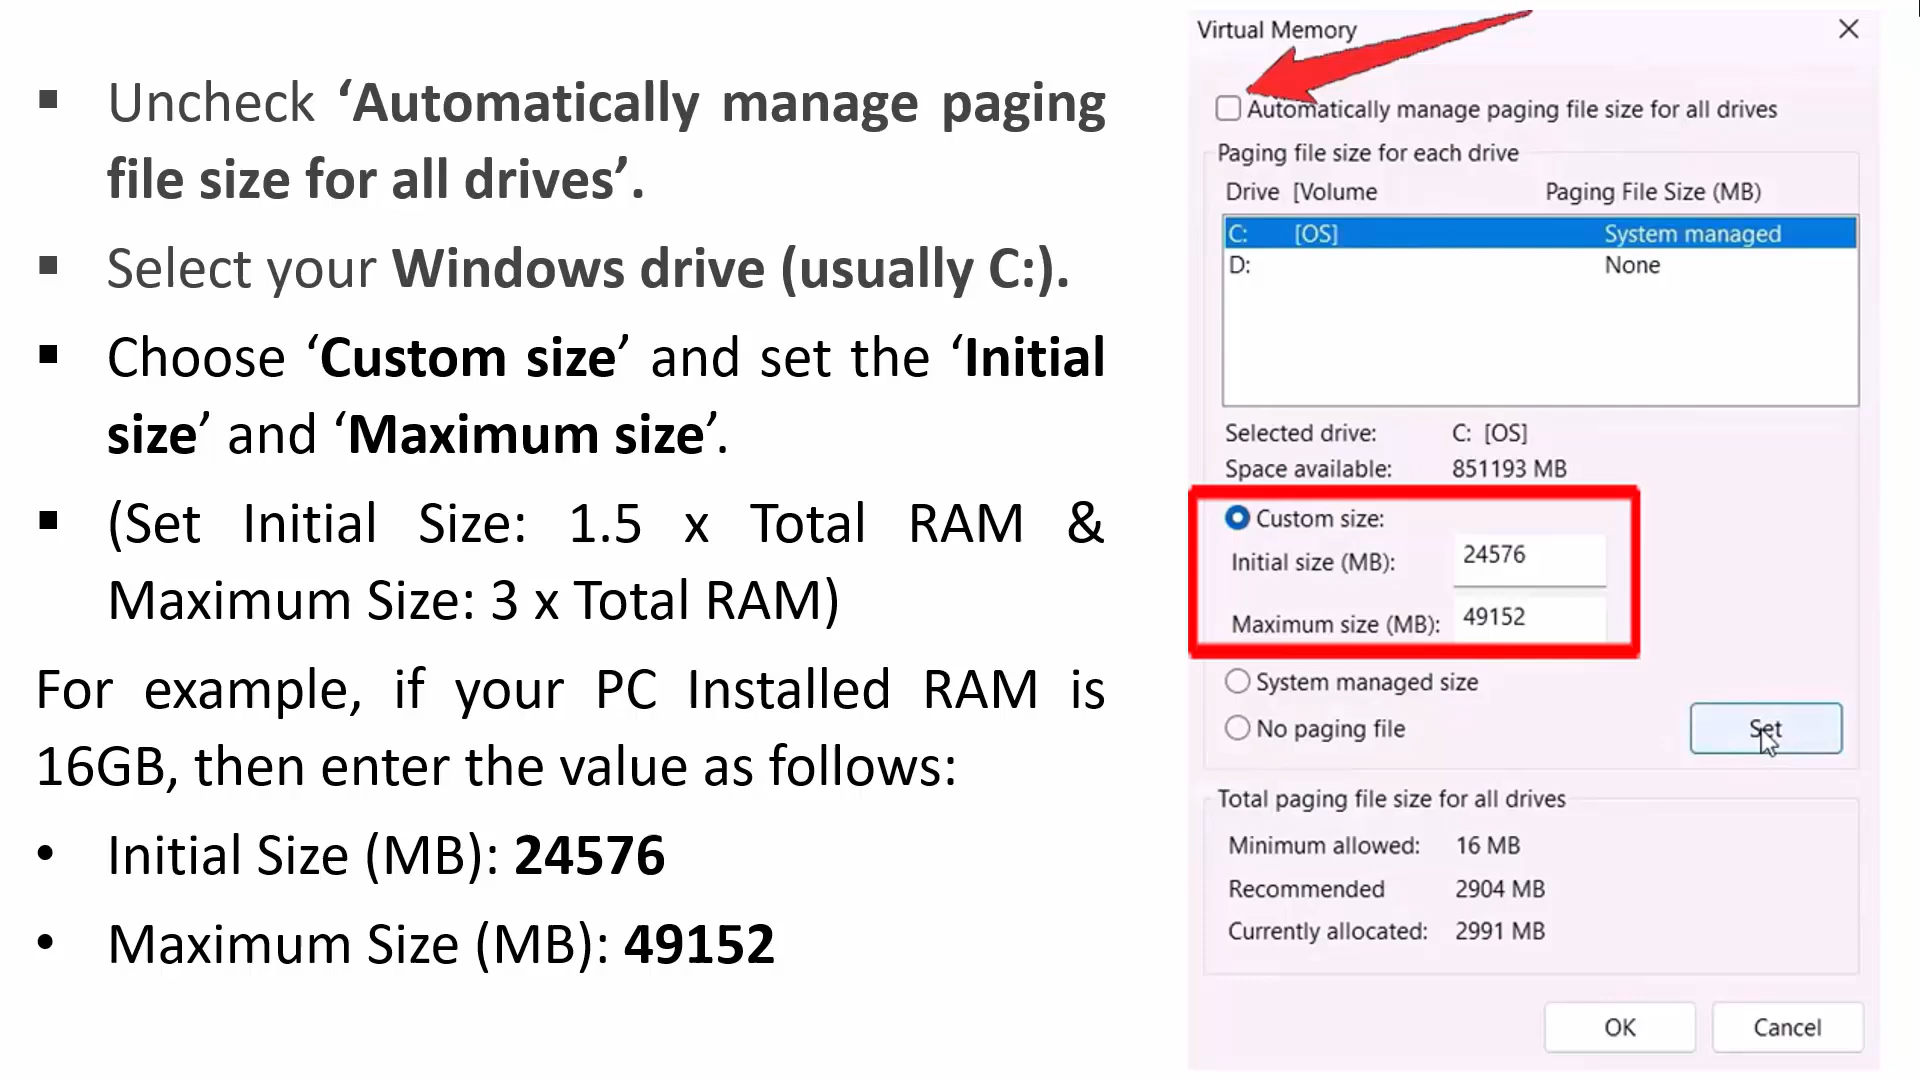 ▪ Uncheck ‘Automatically manage paging
file size for all drives’.
▪ Select your Windows drive (usually C:).
▪ Choose ‘Custom size’ and set the ‘Initial
size’ and ‘Maximum size’.
▪ (Set Initial Size: 1.5 x Total RAM &
Maximum Size: 3 x Total RAM)
For example, if your PC Installed RAM is
16GB, then enter the value as follows:
• Initial Size (MB): 24576
• Maximum Size (MB): 49152
Virtual Memory
Automatically manage paging file size for all drives
Paging file size for each drive
Drive [Volume Paging File Size (MB)
C: [OS] System managed
D: None
Selected drive: C: [OS]
Space available: 851193 MB
Custom size:
Initial size (MB): 24576
Maximum size (MB): 49152
System managed size
No paging file
Set
Total paging file size for all drives
Minimum allowed: 16 MB
Recommended 2904 MB
Currently allocated: 2991 MB
OK Cancel